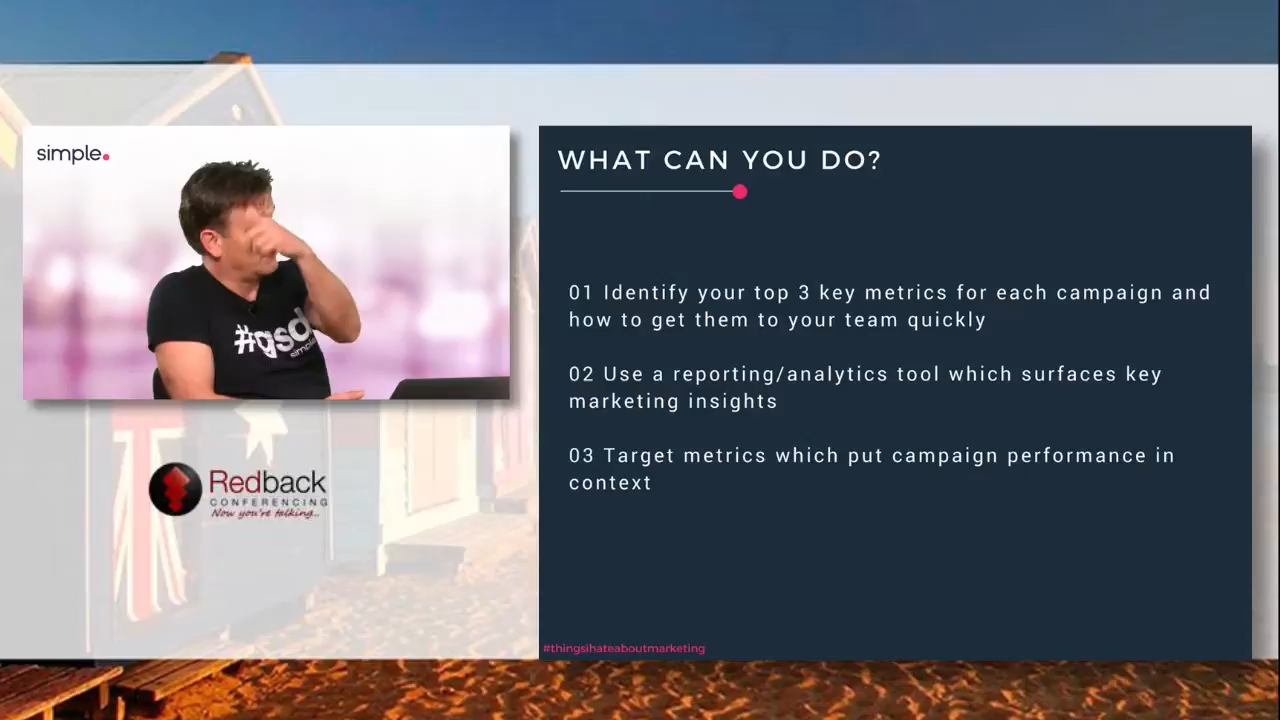 simple.
#gsd
simple
Redback
CONFERENCING
Now you're talking...
WHAT CAN YOU DO?
01 Identify your top 3 key metrics for each campaign and
how to get them to your team quickly
02 Use a reporting/analytics tool which surfaces key
marketing insights
03 Target metrics which put campaign performance in
context
#thingsihateaboutmarketing